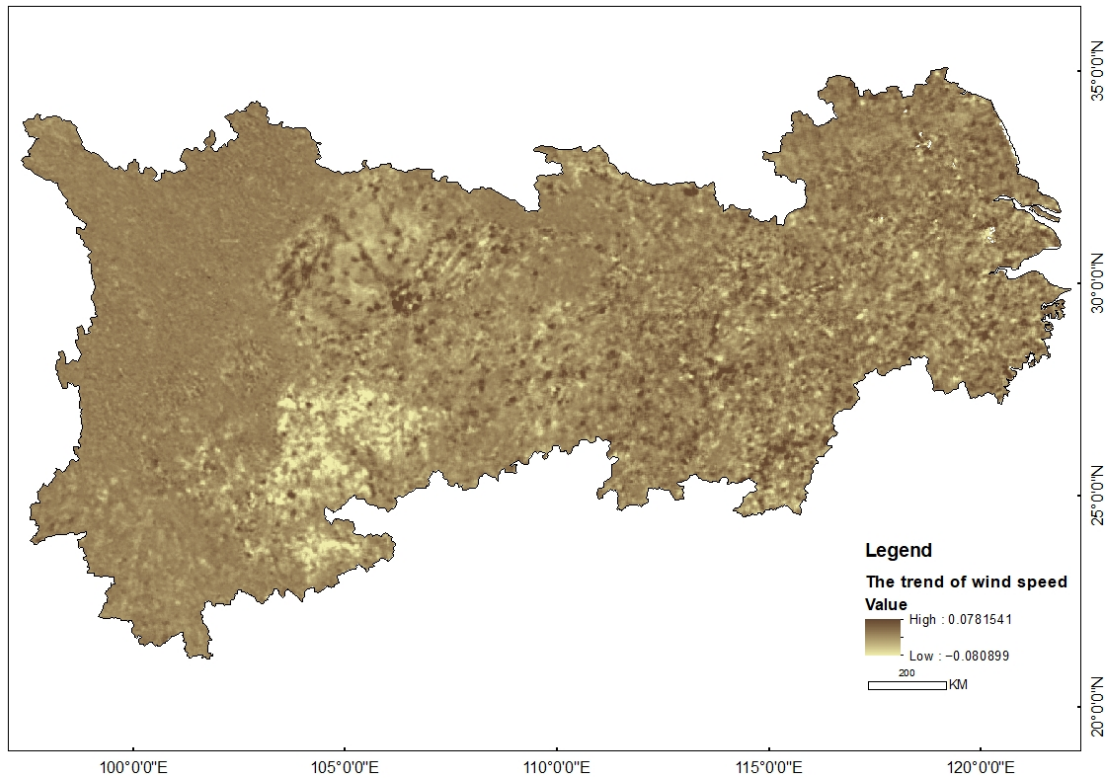 35°0'0"N
30°0'0"N
25°0'0"N
20°0'0"N
Legend
The trend of wind speed
Value
High : 0.0781541
Low : −0.080899
200
KM
100°0'0"E
105°0'0"E
110°0'0"E
115°0'0"E
120°0'0"E